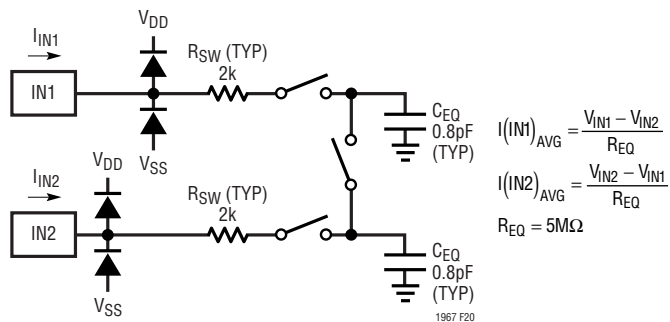 I_IN1
V_DD
IN1
V_SS
R_SW (TYP)
2k
C_EQ
0.8pF
(TYP)
I_IN2
V_DD
IN2
V_SS
R_SW (TYP)
2k
C_EQ
0.8pF
(TYP)
I(IN1)_AVG = (V_IN1 – V_IN2) / R_EQ
I(IN2)_AVG = (V_IN2 – V_IN1) / R_EQ
R_EQ = 5MΩ
1967 F20